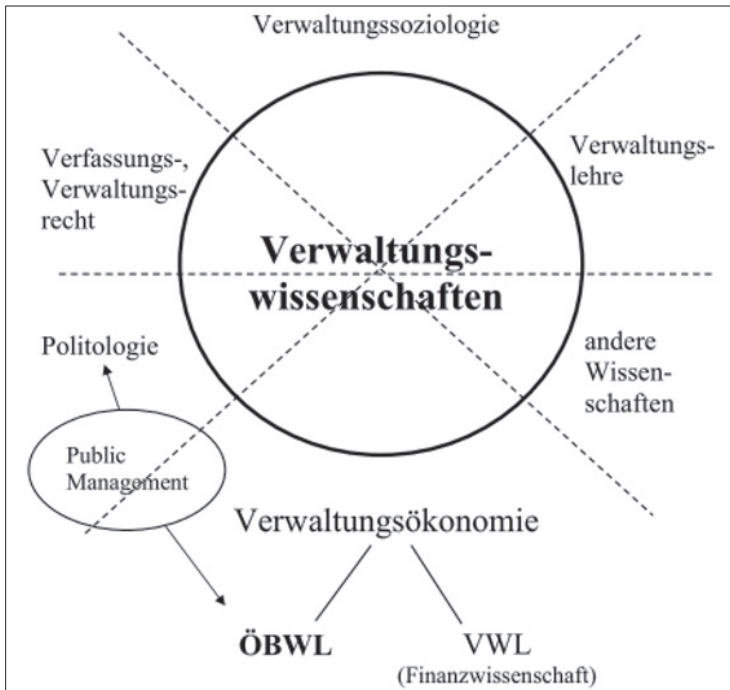 Verwaltungssoziologie
Verfassungs-,
Verwaltungs-
recht
Verwaltungs-
lehre
Verwaltungs-
wissenschaften
Politologie
andere
Wissen-
schaften
Public
Management
Verwaltungsökonomie
ÖBWL
VWL
(Finanzwissenschaft)